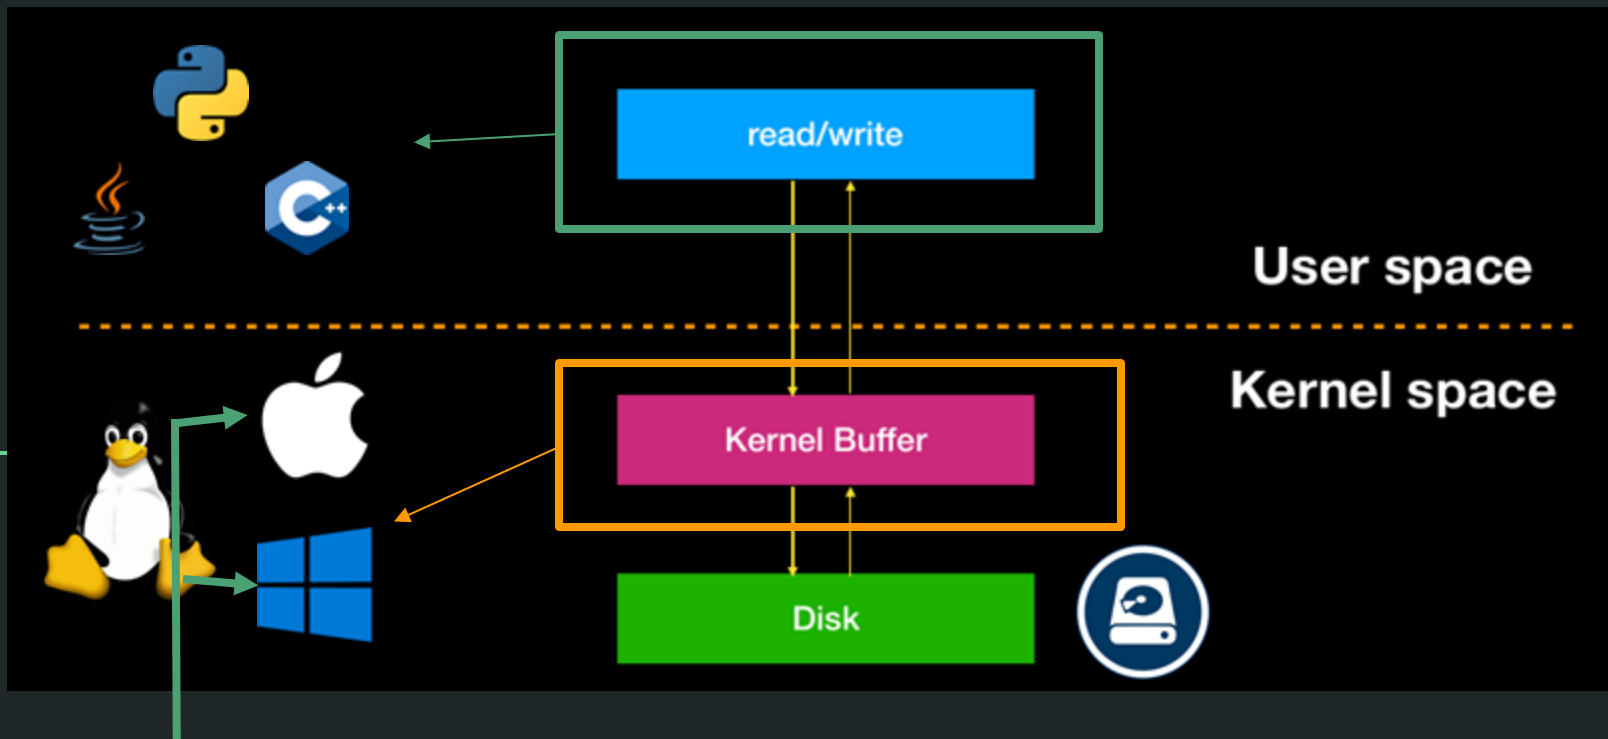 read/write
C++
User space
Kernel space
Kernel Buffer
Disk